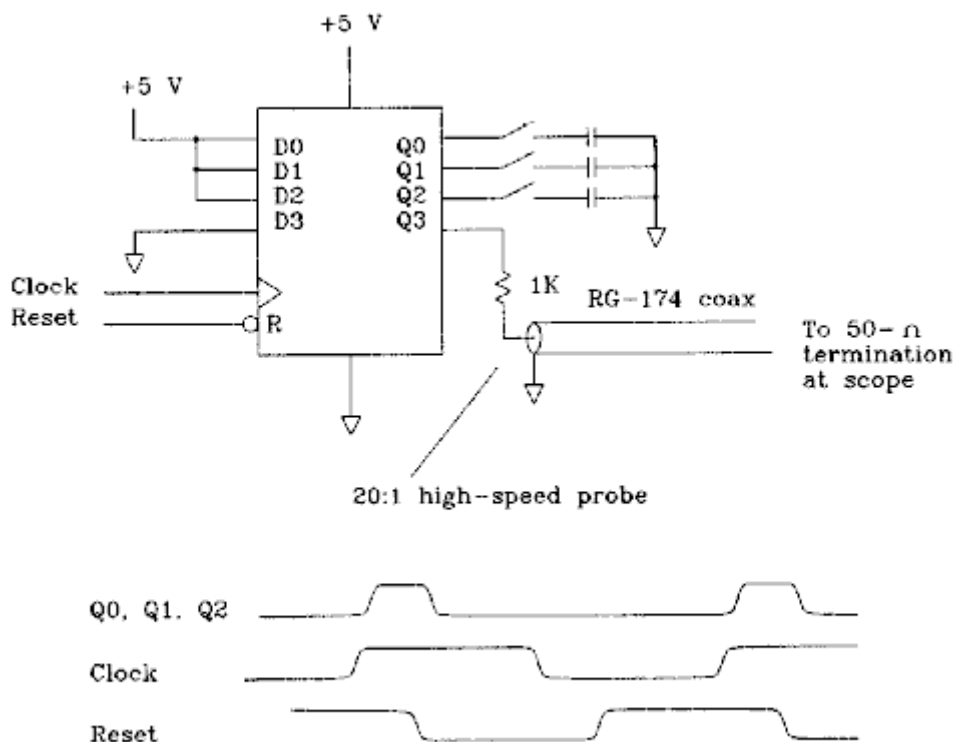 +5 V
+5 V
D0 Q0
D1 Q1
D2 Q2
D3 Q3
Clock
Reset
R
1K
RG-174 coax
To 50-Ω
termination
at scope
20:1 high-speed probe
Q0, Q1. Q2
Clock
Reset